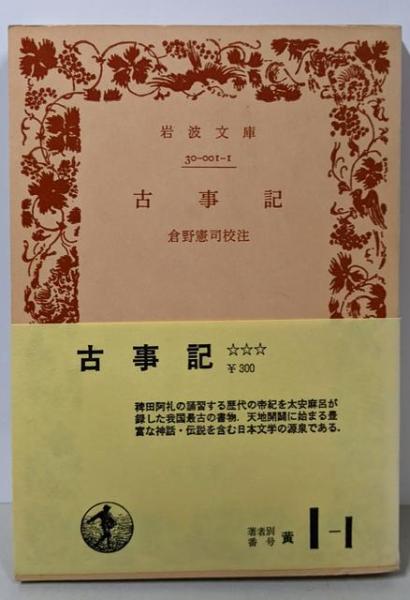 岩波文庫
30-001-1
古事記
倉野憲司校注
古事記 ☆☆☆
¥300
稗田阿礼の誦習する歴代の帝紀を太安麻呂が
録した我国最古の書物．天地開闢に始まる豊
富な神話・伝説を含む日本文学の源泉である．
著者別
番号 黄 1-1